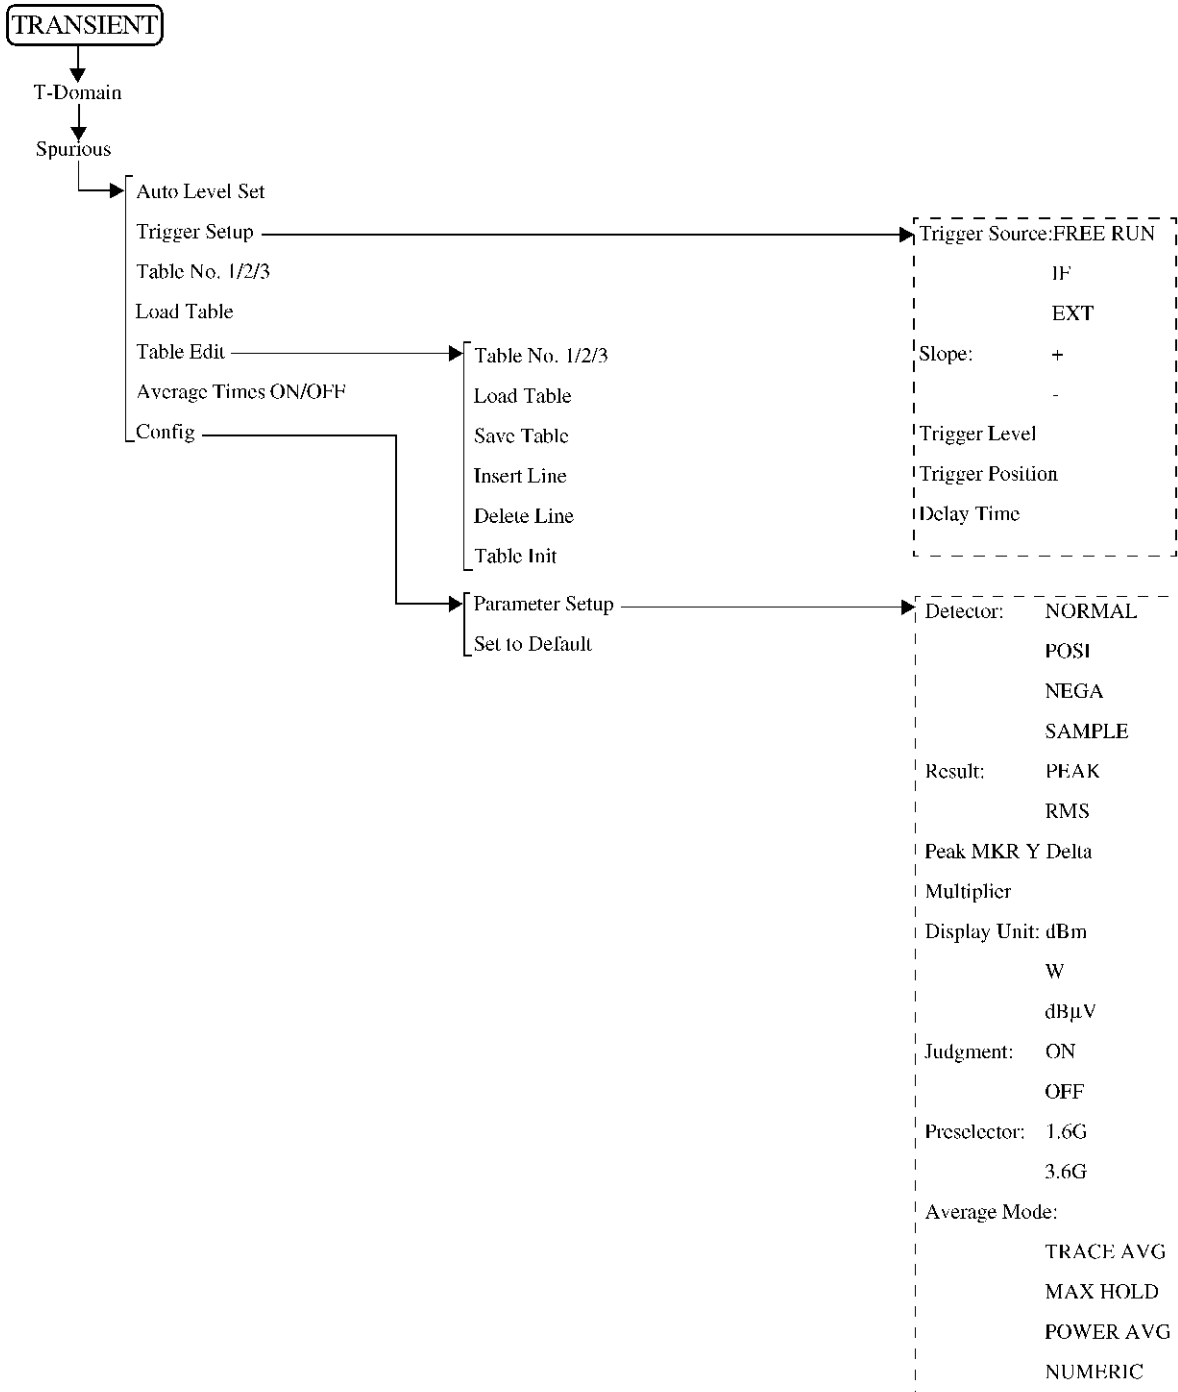 TRANSIENT
T-Domain
Spurious
Auto Level Set
Trigger Setup
Table No. 1/2/3
Load Table
Table Edit
Average Times ON/OFF
Config
Table No. 1/2/3
Load Table
Save Table
Insert Line
Delete Line
Table Init
Parameter Setup
Set to Default
Trigger Source:FREE RUN
IF
EXT
Slope: +
-
Trigger Level
Trigger Position
Delay Time
Detector: NORMAL
POSI
NEGA
SAMPLE
Result: PEAK
RMS
Peak MKR Y Delta
Multiplier
Display Unit: dBm
W
dBμV
Judgment: ON
OFF
Preselector: 1.6G
3.6G
Average Mode:
TRACE AVG
MAX HOLD
POWER AVG
NUMERIC